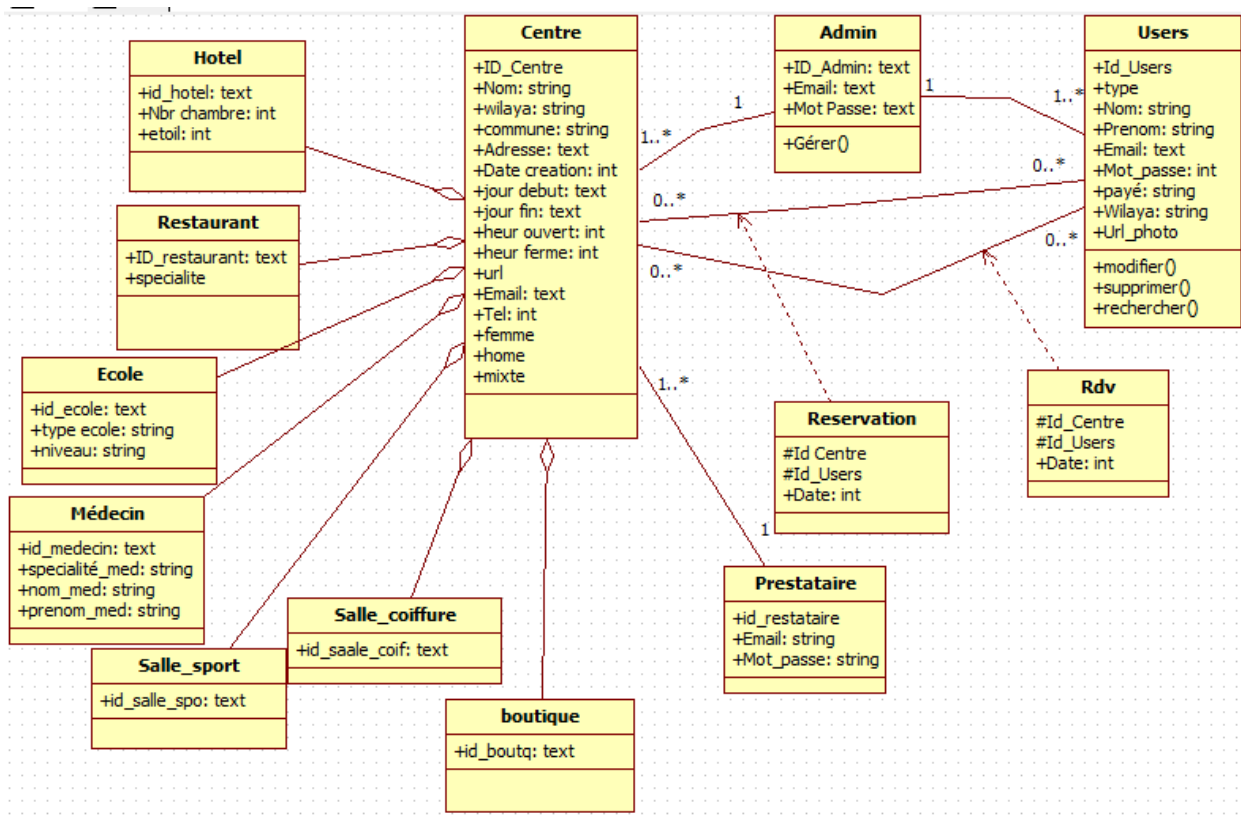 Hotel
+id_hotel: text
+Nbr chambre: int
+etoil: int
Restaurant
+ID_restaurant: text
+specialite
Ecole
+id_ecole: text
+type ecole: string
+niveau: string
Médecin
+id_medecin: text
+specialité_med: string
+nom_med: string
+prenom_med: string
Salle_sport
+id_salle_spo: text
Salle_coiffure
+id_saale_coif: text
boutique
+id_boutq: text
Centre
+ID_Centre
+Nom: string
+wilaya: string
+commune: string
+Adresse: text
+Date creation: int
+jour debut: text
+jour fin: text
+heur ouvert: int
+heur ferme: int
+url
+Email: text
+Tel: int
+femme
+home
+mixte
1
1..*
0..*
0..*
1..*
1
Admin
+ID_Admin: text
+Email: text
+Mot Passe: text
+Gérer()
1
1..*
0..*
0..*
Users
+Id_Users
+type
+Nom: string
+Prenom: string
+Email: text
+Mot_passe: int
+payé: string
+Wilaya: string
+Url_photo
+modifier()
+supprimer()
+rechercher()
Reservation
#Id Centre
#Id_Users
+Date: int
Rdv
#Id_Centre
#Id_Users
+Date: int
Prestataire
+id_restataire
+Email: string
+Mot_passe: string